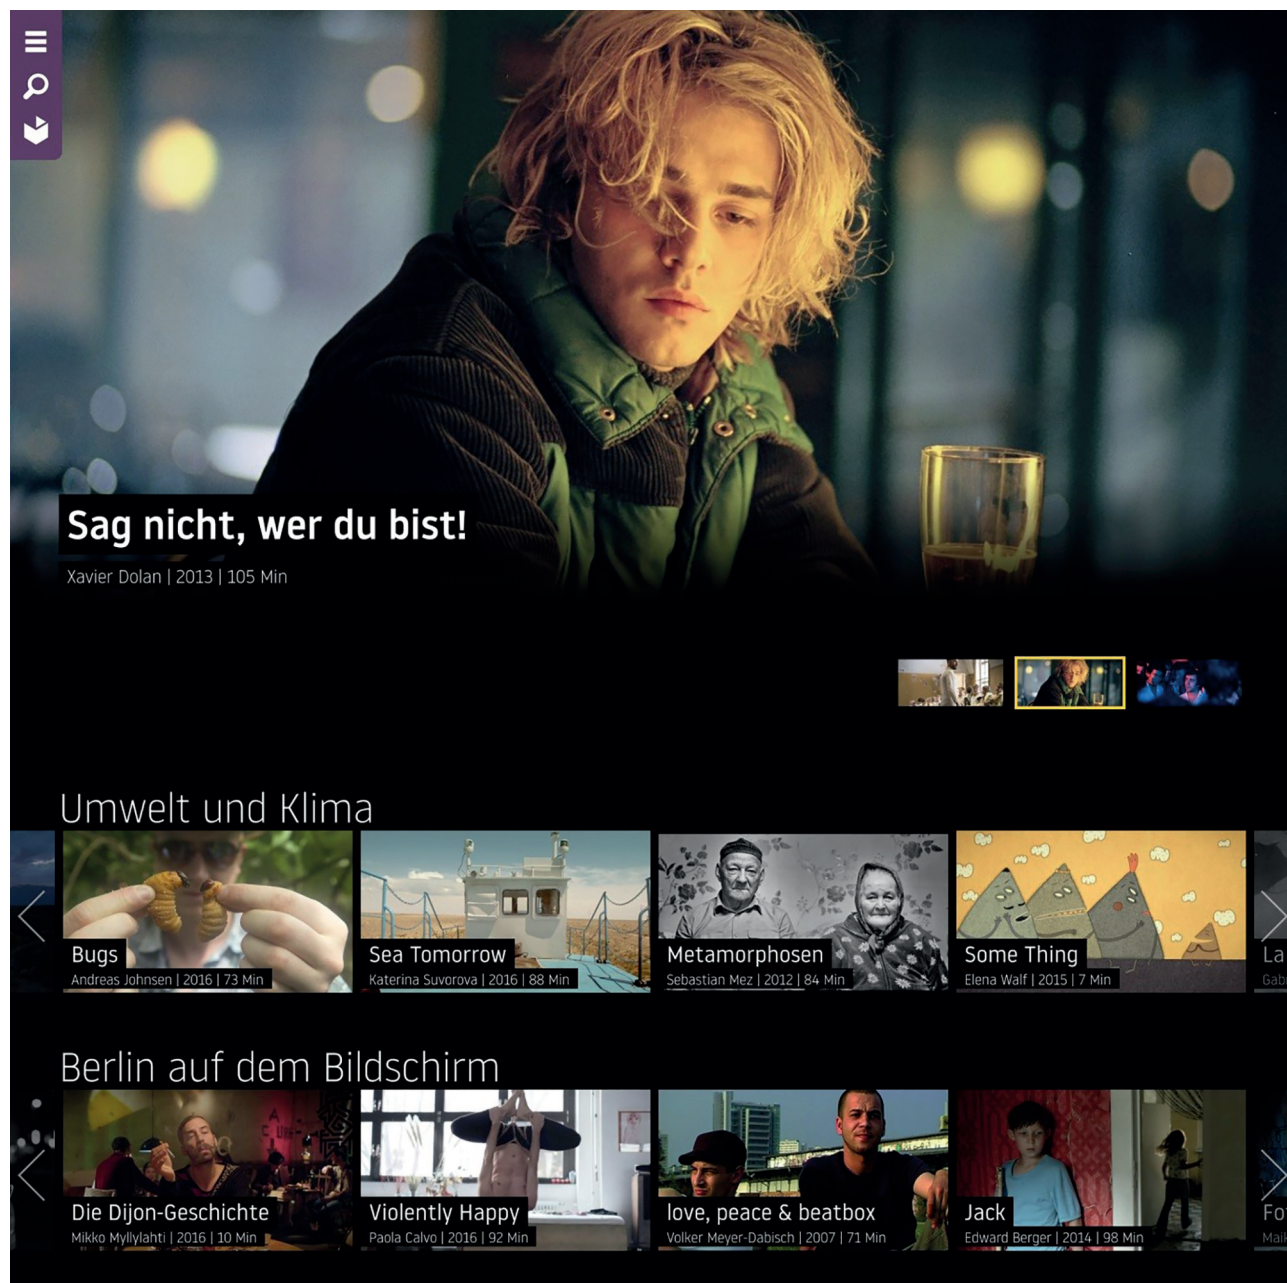 Sag nicht, wer du bist!
Xavier Dolan | 2013 | 105 Min
Umwelt und Klima
Bugs
Andreas Johnsen | 2016 | 73 Min
Sea Tomorrow
Katerina Suvorova | 2016 | 88 Min
Metamorphosen
Sebastian Mez | 2012 | 84 Min
Some Thing
Elena Walf | 2015 | 7 Min
La
Berlin auf dem Bildschirm
Die Dijon-Geschichte
Mikko Myllylahti | 2016 | 10 Min
Violently Happy
Paola Calvo | 2016 | 92 Min
love, peace & beatbox
Volker Meyer-Dabisch | 2007 | 71 Min
Jack
Edward Berger | 2014 | 98 Min